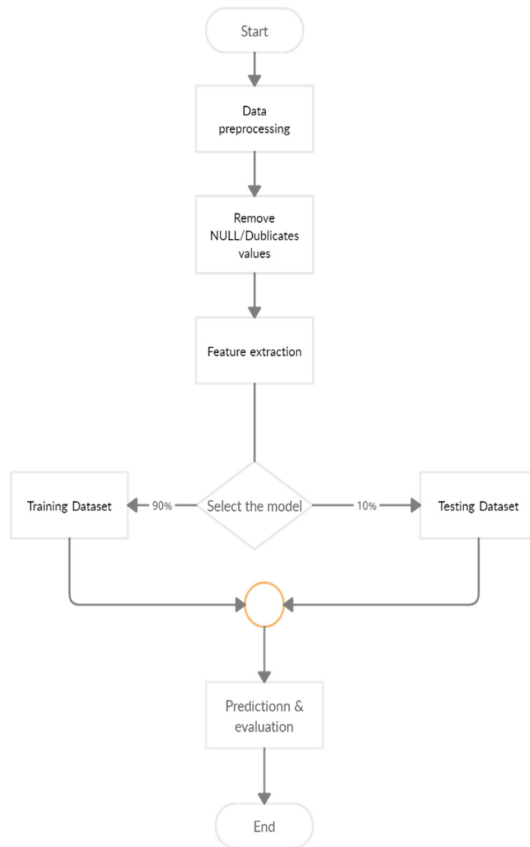 Start
Data
preprocessing
Remove
NULL/Dublicates
values
Feature extraction
Training Dataset
90%
Select the model
10%
Testing Dataset
Predictionn &
evaluation
End